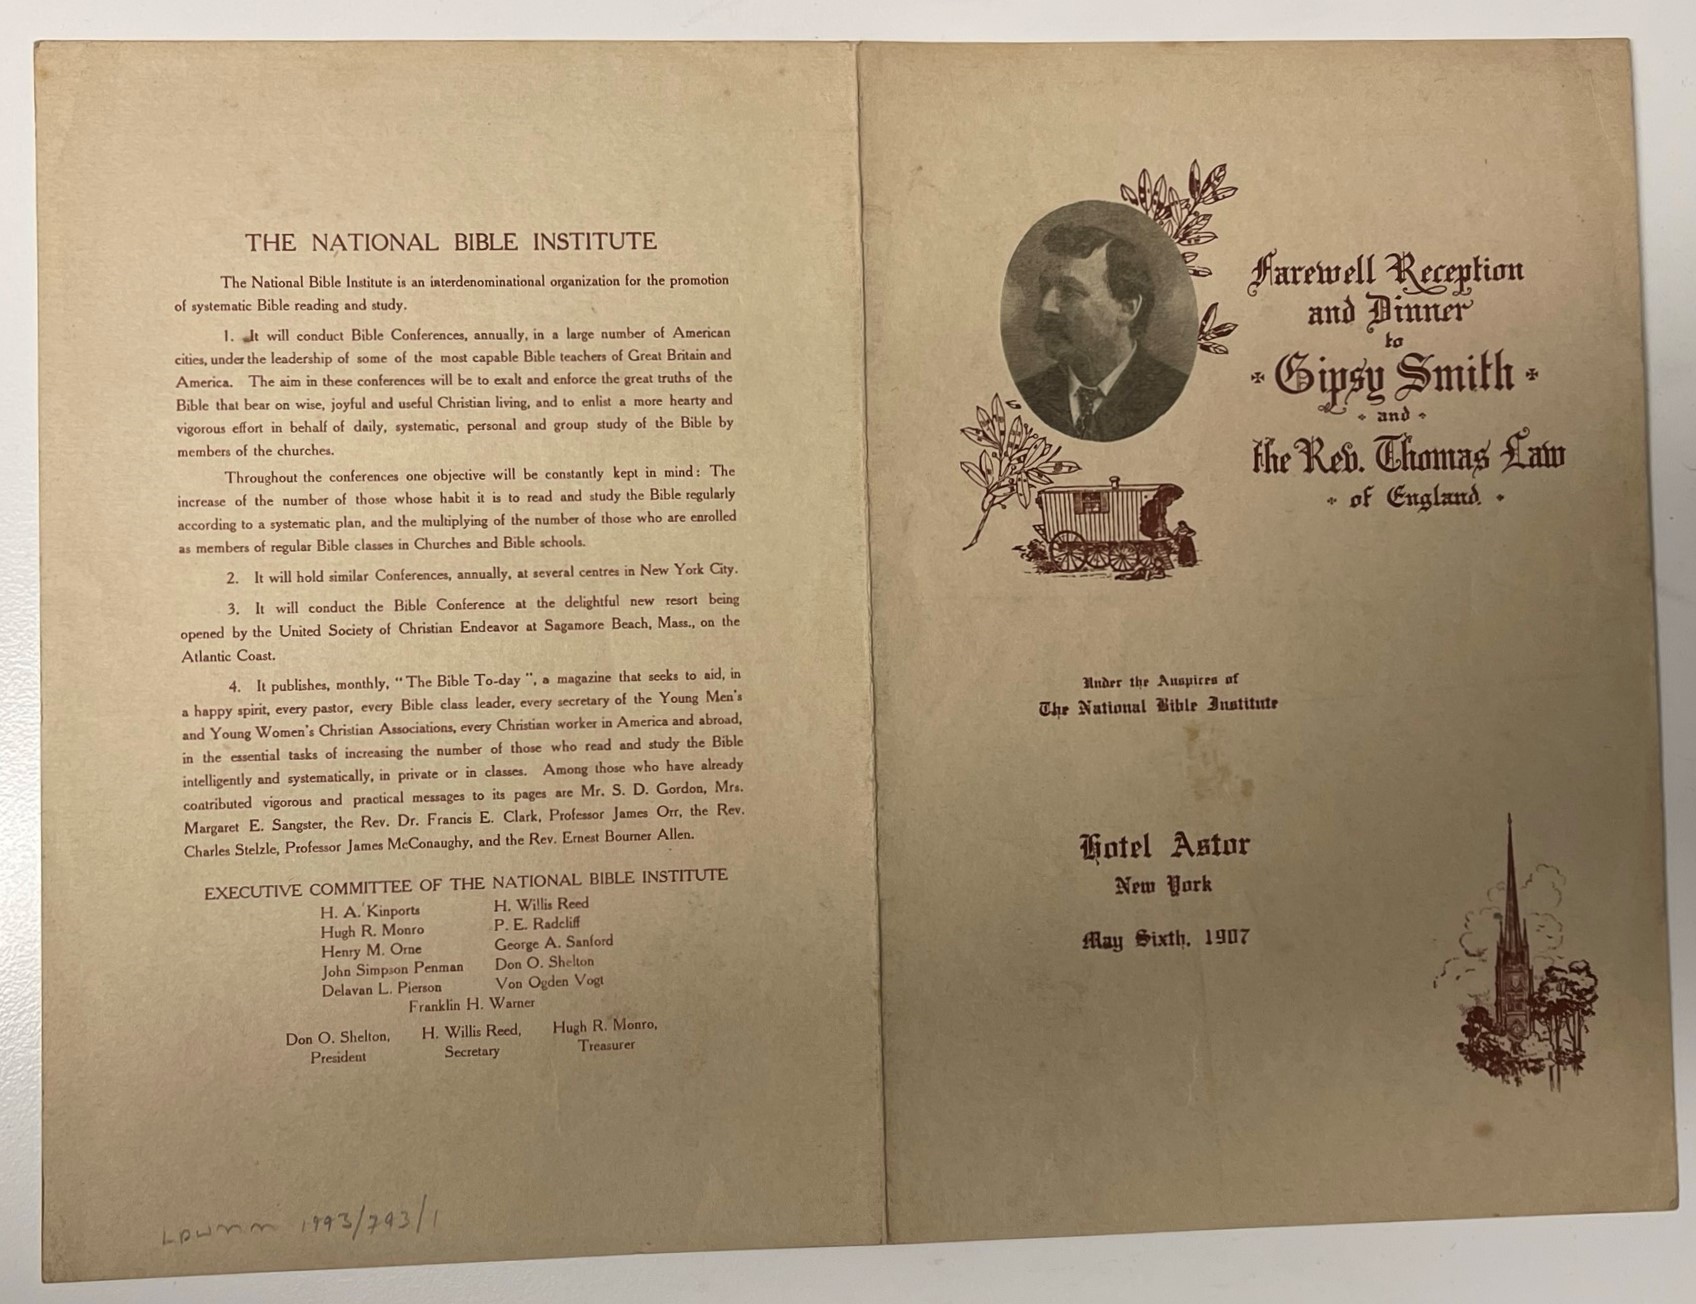 THE NATIONAL BIBLE INSTITUTE
The National Bible Institute is an interdenominational organization for the promotion
of systematic Bible reading and study.
1. It will conduct Bible Conferences, annually, in a large number of American
cities, under the leadership of some of the most capable Bible teachers of Great Britain and
America. The aim in these conferences will be to exalt and enforce the great truths of the
Bible that bear on wise, joyful and useful Christian living, and to enlist a more hearty and
vigorous effort in behalf of daily, systematic, personal and group study of the Bible by
members of the churches.
Throughout the conferences one objective will be constantly kept in mind: The
increase of the number of those whose habit it is to read and study the Bible regularly
according to a systematic plan, and the multiplying of the number of those who are enrolled
as members of regular Bible classes in Churches and Bible schools.
2. It will hold similar Conferences, annually, at several centres in New York City.
3. It will conduct the Bible Conference at the delightful new resort being
opened by the United Society of Christian Endeavor at Sagamore Beach, Mass., on the
Atlantic Coast.
4. It publishes, monthly, "The Bible To-day", a magazine that seeks to aid, in
a happy spirit, every pastor, every Bible class leader, every secretary of the Young Men's
and Young Women's Christian Associations, every Christian worker in America and abroad,
in the essential tasks of increasing the number of those who read and study the Bible
intelligently and systematically, in private or in classes. Among those who have already
contributed vigorous and practical messages to its pages are Mr. S. D. Gordon, Mrs.
Margaret E. Sangster, the Rev. Dr. Francis E. Clark, Professor James Orr, the Rev.
Charles Stelzle, Professor James McConaughy, and the Rev. Ernest Bourner Allen.
EXECUTIVE COMMITTEE OF THE NATIONAL BIBLE INSTITUTE
H. A. Kinports H. Willis Reed
Hugh R. Monro P. E. Radcliff
Henry M. Orne George A. Sanford
John Simpson Penman Don O. Shelton
Delavan L. Pierson Von Ogden Vogt
Franklin H. Warner
Don O. Shelton, H. Willis Reed, Hugh R. Monro,
President Secretary Treasurer
1993/793/1
Farewell Reception
and Dinner
to
Gipsy Smith
and
the Rev. Thomas Law
of England
Under the Auspices of
The National Bible Institute
Hotel Astor
New York
May Sixth, 1907